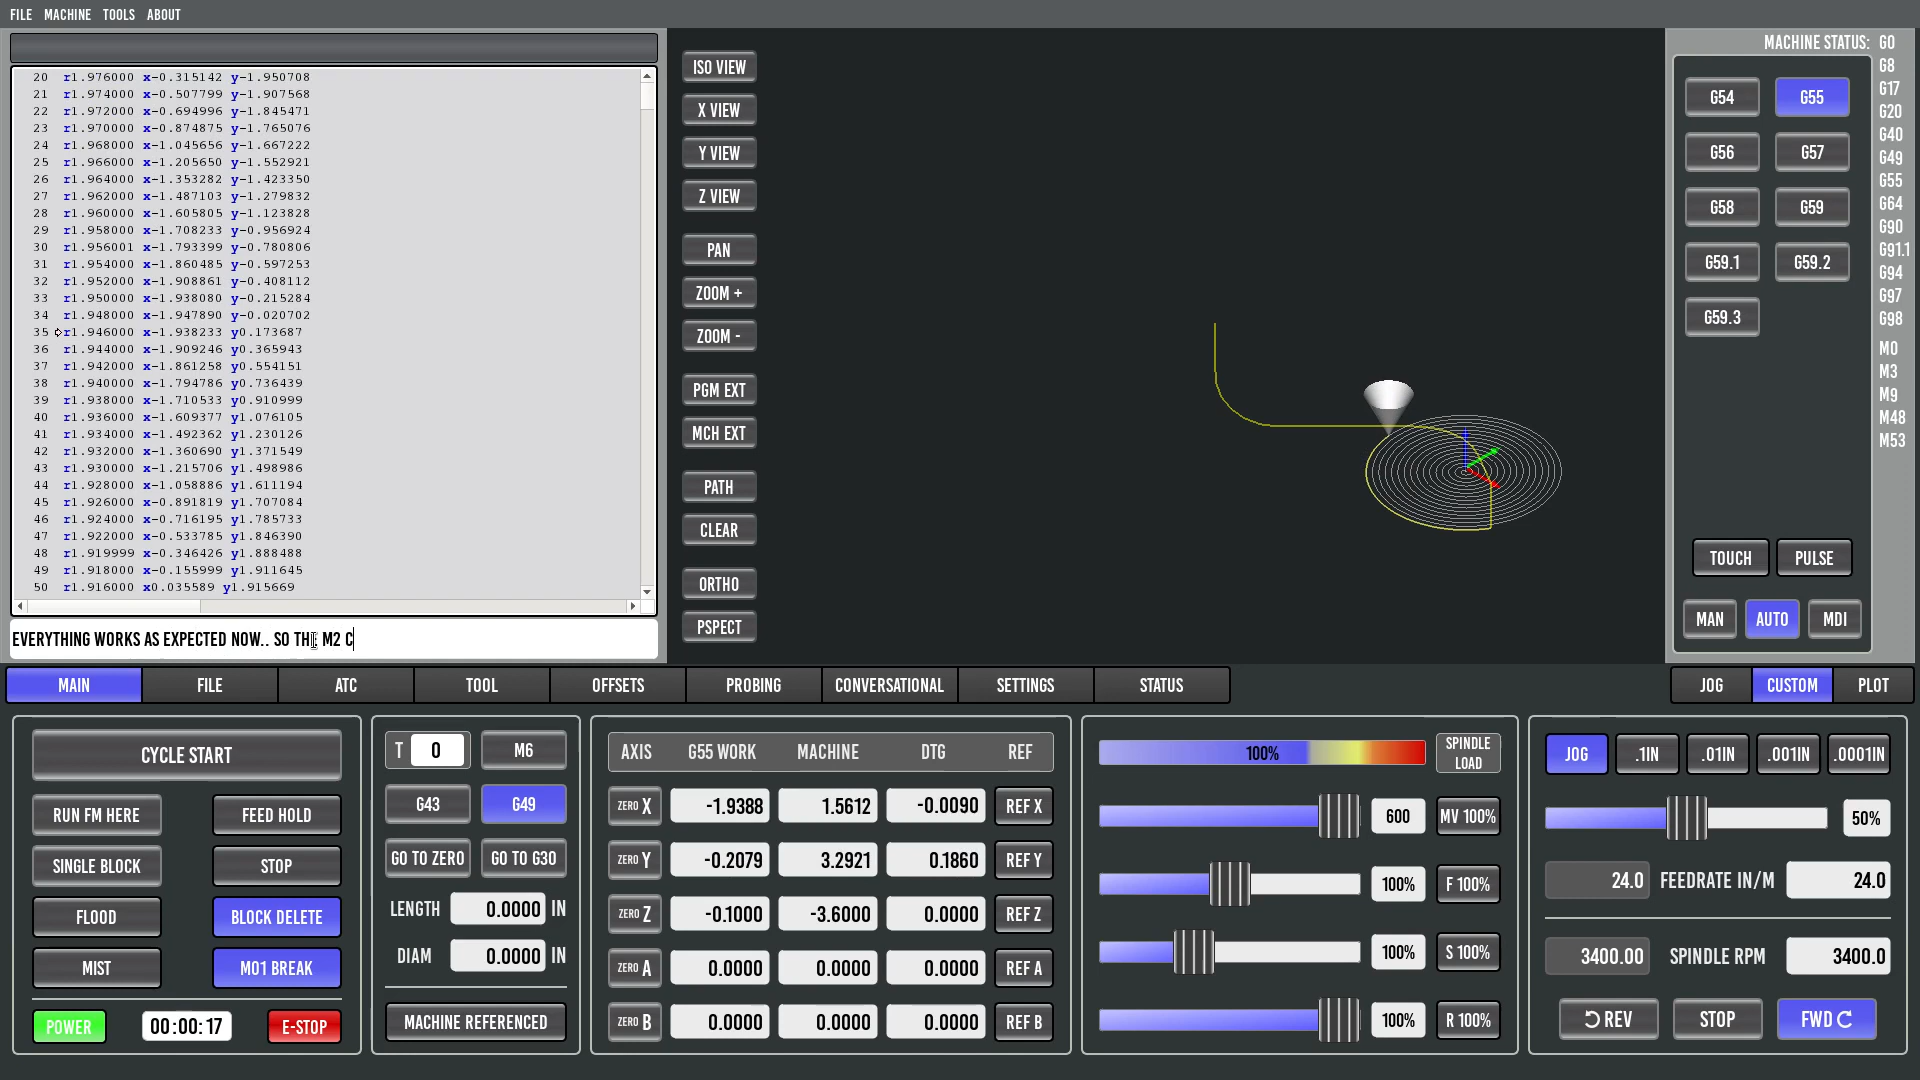 FILE MACHINE TOOLS ABOUT
20 r1.976000 x-0.315142 y-1.950708
21 r1.974000 x-0.507799 y-1.907568
22 r1.972000 x-0.694996 y-1.845471
23 r1.970000 x-0.874875 y-1.765076
24 r1.968000 x-1.045656 y-1.667222
25 r1.966000 x-1.205650 y-1.552921
26 r1.964000 x-1.353282 y-1.423350
27 r1.962000 x-1.487103 y-1.279832
28 r1.960000 x-1.605805 y-1.123828
29 r1.958000 x-1.708233 y-0.956924
30 r1.956001 x-1.793399 y-0.780806
31 r1.954000 x-1.860485 y-0.597253
32 r1.952000 x-1.908861 y-0.408112
33 r1.950000 x-1.938080 y-0.215284
34 r1.948000 x-1.947890 y-0.020702
35 r1.946000 x-1.938233 y0.173687
36 r1.944000 x-1.909246 y0.365943
37 r1.942000 x-1.861258 y0.554151
38 r1.940000 x-1.794786 y0.736439
39 r1.938000 x-1.710533 y0.910999
40 r1.936000 x-1.609377 y1.076105
41 r1.934000 x-1.492362 y1.230126
42 r1.932000 x-1.360690 y1.371549
43 r1.930000 x-1.215706 y1.498986
44 r1.928000 x-1.058886 y1.611194
45 r1.926000 x-0.891819 y1.707084
46 r1.924000 x-0.716195 y1.785733
47 r1.922000 x-0.533785 y1.846390
48 r1.919999 x-0.346426 y1.888488
49 r1.918000 x-0.155999 y1.911645
50 r1.916000 x0.035589 y1.915669
EVERYTHING WORKS AS EXPECTED NOW.. SO THE M2 C
ISO VIEW
X VIEW
Y VIEW
Z VIEW
PAN
ZOOM +
ZOOM -
PGM EXT
MCH EXT
PATH
CLEAR
ORTHO
PSPECT
MACHINE STATUS:
G54 G55
G56 G57
G58 G59
G59.1 G59.2
G59.3
TOUCH PULSE
MAN AUTO MDI
G0
G8
G17
G20
G40
G49
G55
G64
G90
G91.1
G94
G97
G98
M0
M3
M9
M48
M53
MAIN FILE ATC TOOL OFFSETS PROBING CONVERSATIONAL SETTINGS STATUS
JOG CUSTOM PLOT
CYCLE START
RUN FM HERE FEED HOLD
SINGLE BLOCK STOP
FLOOD BLOCK DELETE
MIST M01 BREAK
POWER 00:00:17 E-STOP
T 0 M6
G43 G49
GO TO ZERO GO TO G30
LENGTH 0.0000 IN
DIAM 0.0000 IN
MACHINE REFERENCED
AXIS G55 WORK MACHINE DTG REF
ZERO X -1.9388 1.5612 -0.0090 REF X
ZERO Y -0.2079 3.2921 0.1860 REF Y
ZERO Z -0.1000 -3.6000 0.0000 REF Z
ZERO A 0.0000 0.0000 0.0000 REF A
ZERO B 0.0000 0.0000 0.0000 REF B
100% SPINDLE
LOAD
600 MV 100%
100% F 100%
100% S 100%
100% R 100%
JOG .1IN .01IN .001IN .0001IN
50%
24.0 FEEDRATE IN/M 24.0
3400.00 SPINDLE RPM 3400.0
REV STOP FWD